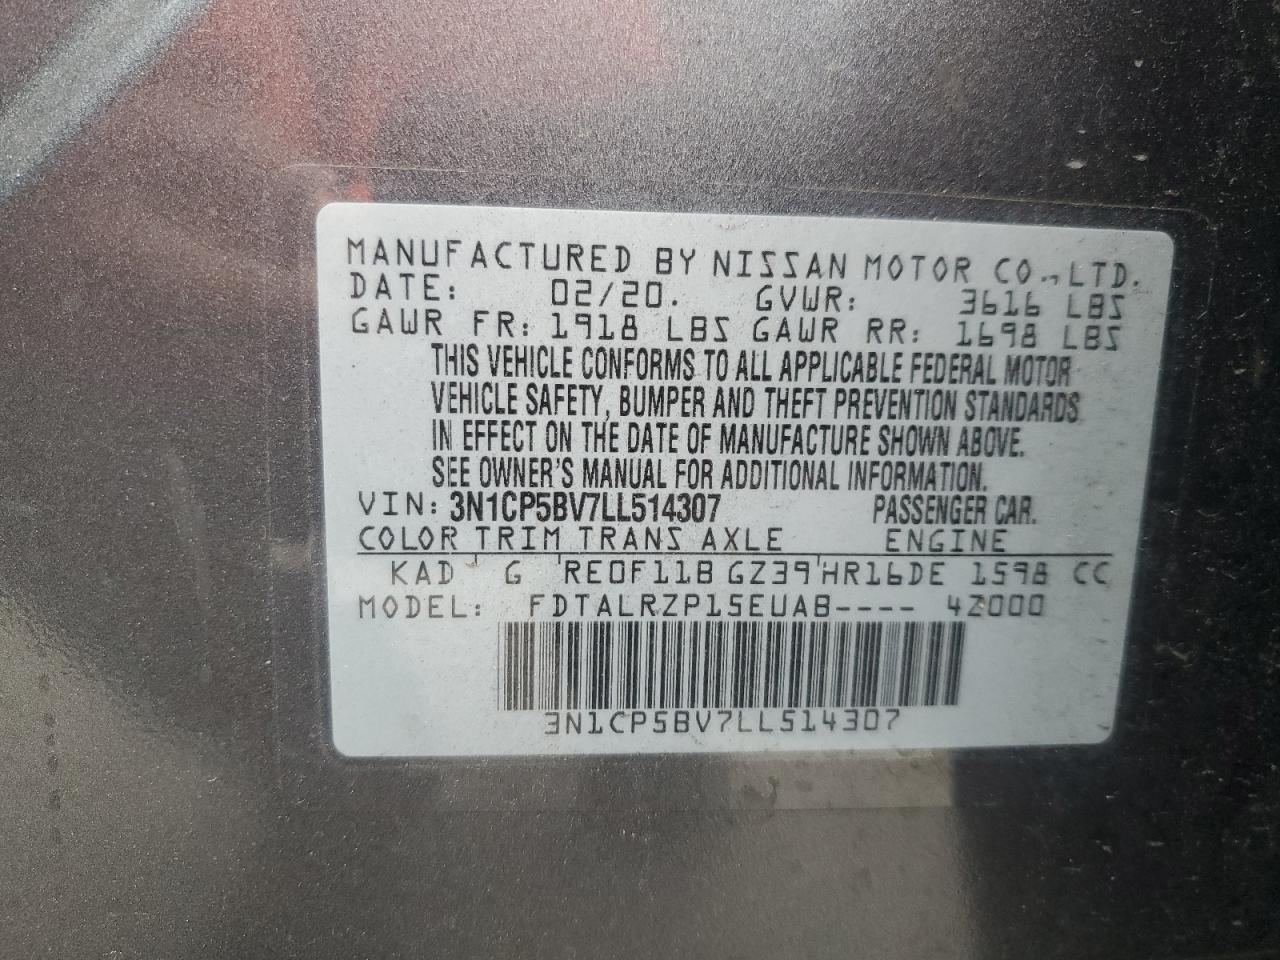 MANUFACTURED BY NISSAN MOTOR CO., LTD.
DATE: 02/20. GVWR: 3616 LBS
GAWR FR: 1918 LBS GAWR RR: 1698 LBS
THIS VEHICLE CONFORMS TO ALL APPLICABLE FEDERAL MOTOR
VEHICLE SAFETY, BUMPER AND THEFT PREVENTION STANDARDS
IN EFFECT ON THE DATE OF MANUFACTURE SHOWN ABOVE.
SEE OWNER'S MANUAL FOR ADDITIONAL INFORMATION.
VIN: 3N1CP5BV7LL514307 PASSENGER CAR.
COLOR TRIM TRANS AXLE ENGINE
KAD G RE0F11B GZ39 HR16DE 1598 CC
MODEL: FDTALRZP15EUAB---- 42000
3N1CP5BV7LL514307